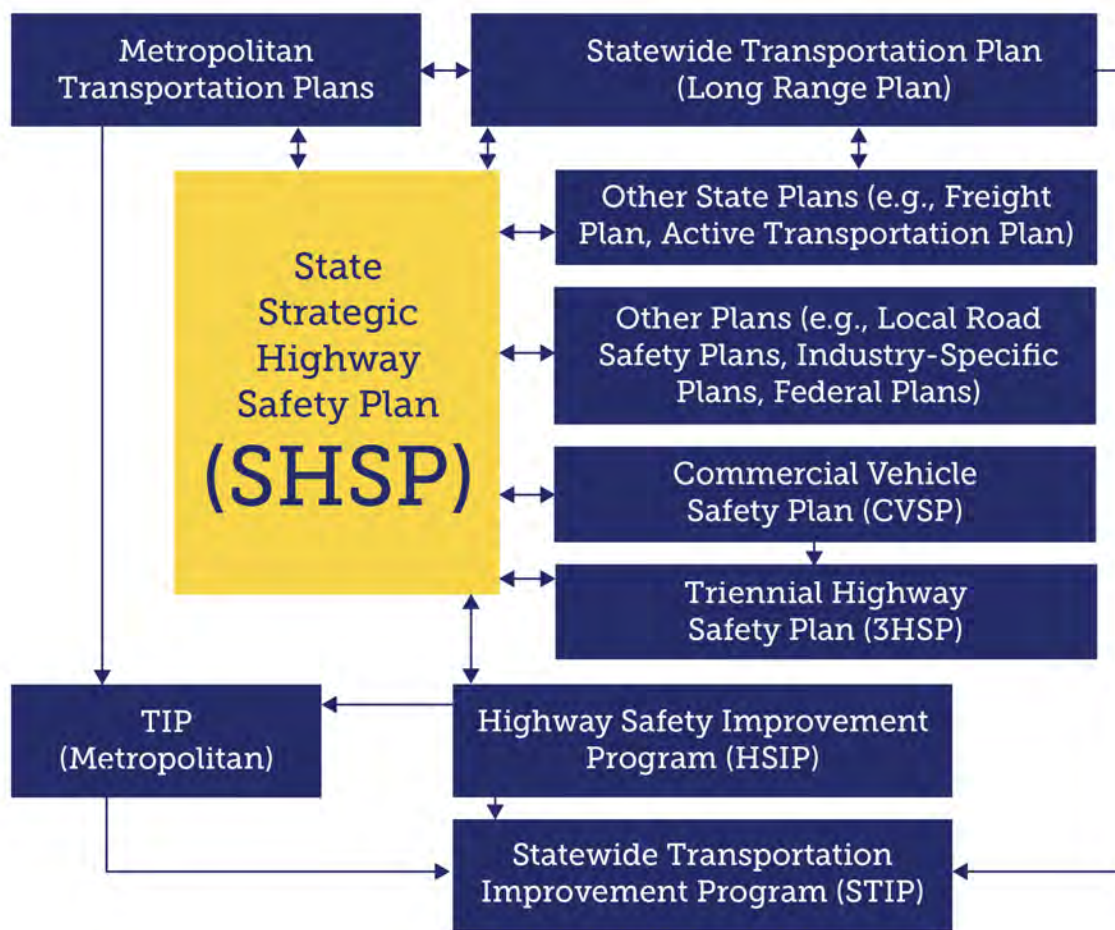 Metropolitan
Transportation Plans
Statewide Transportation Plan
(Long Range Plan)
State
Strategic
Highway
Safety Plan
(SHSP)
Other State Plans (e.g., Freight
Plan, Active Transportation Plan)
Other Plans (e.g., Local Road
Safety Plans, Industry-Specific
Plans, Federal Plans)
Commercial Vehicle
Safety Plan (CVSP)
Triennial Highway
Safety Plan (3HSP)
TIP
(Metropolitan)
Highway Safety Improvement
Program (HSIP)
Statewide Transportation
Improvement Program (STIP)